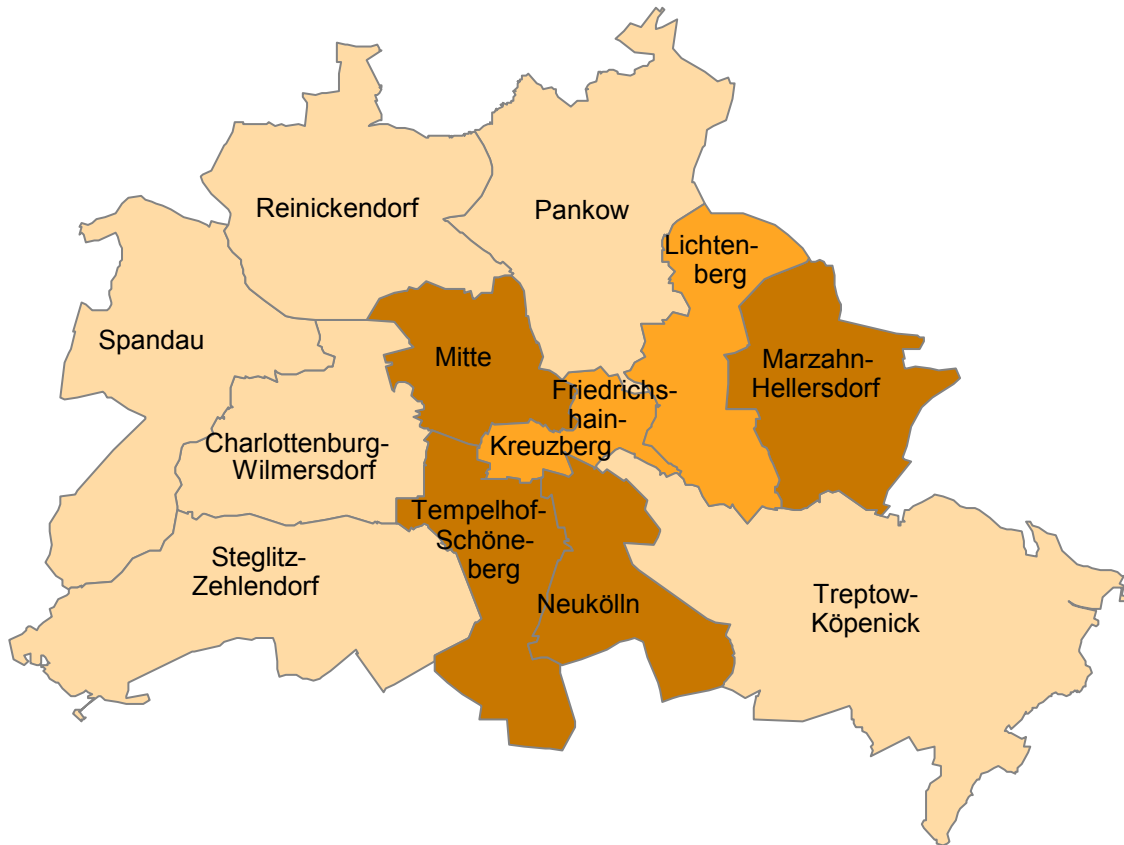 Reinickendorf
Pankow
Lichten-
berg
Spandau
Mitte
Marzahn-
Hellersdorf
Friedrichs-
hain-
Kreuzberg
Charlottenburg-
Wilmersdorf
Tempelhof-
Schöne-
berg
Steglitz-
Zehlendorf
Neukölln
Treptow-
Köpenick